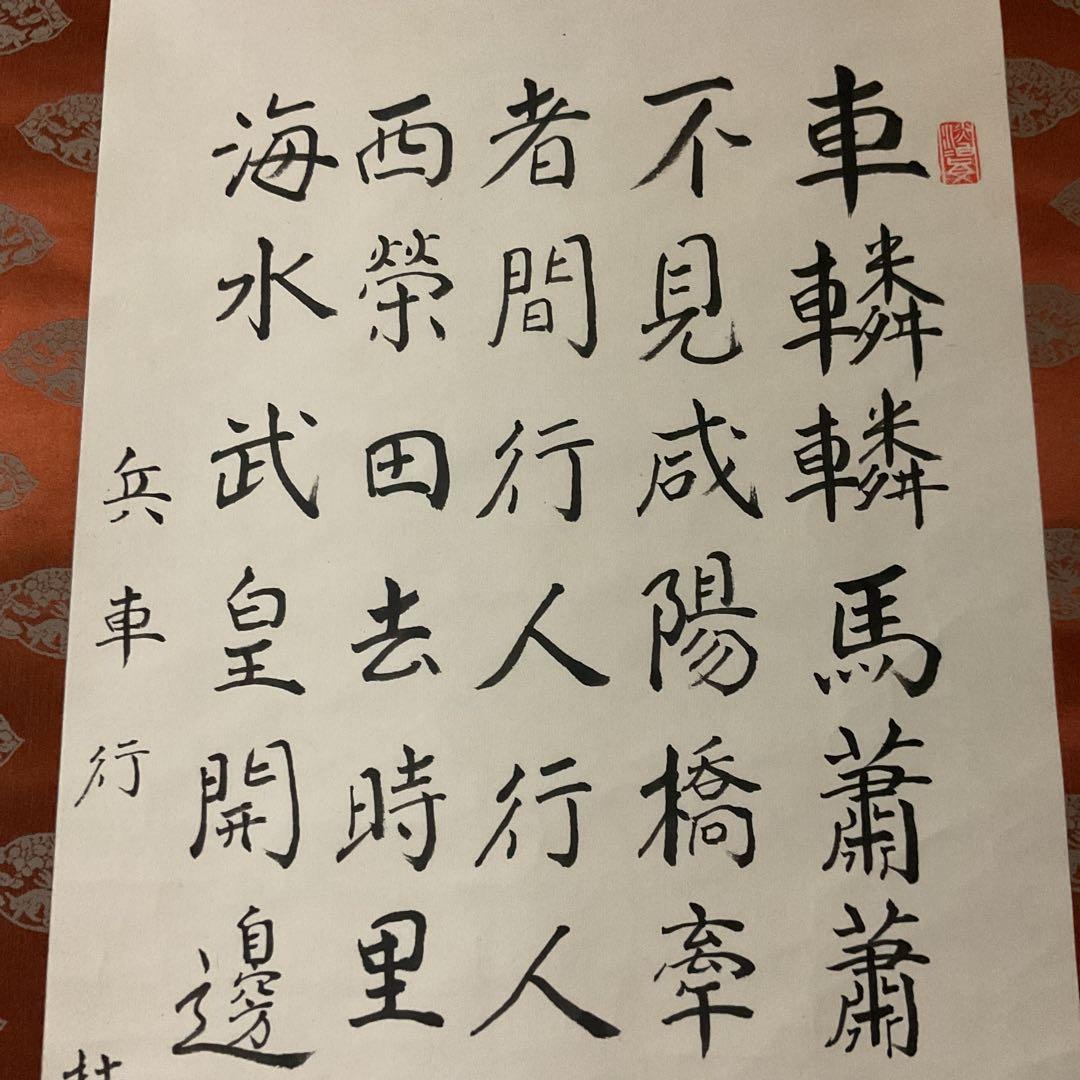 車轔轔馬蕭蕭
不見咸陽橋牽
者間行人行人
西榮田去時里
海水武皇開邊
兵車行
杜